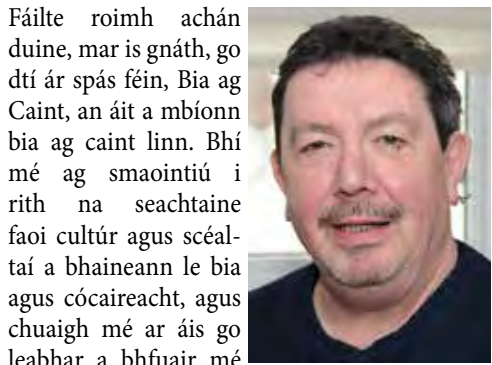 Fáilte roimh achán
duine, mar is gnáth, go
dtí ár spás féin, Bia ag
Caint, an áit a mbíonn
bia ag caint linn. Bhí
mé ag smaointiú i
rith na seachtaine
faoi cultúr agus scéal-
taí a bhaineann le bia
agus cócaireacht, agus
chuaigh mé ar áis go
leabhar a bhfuair mé